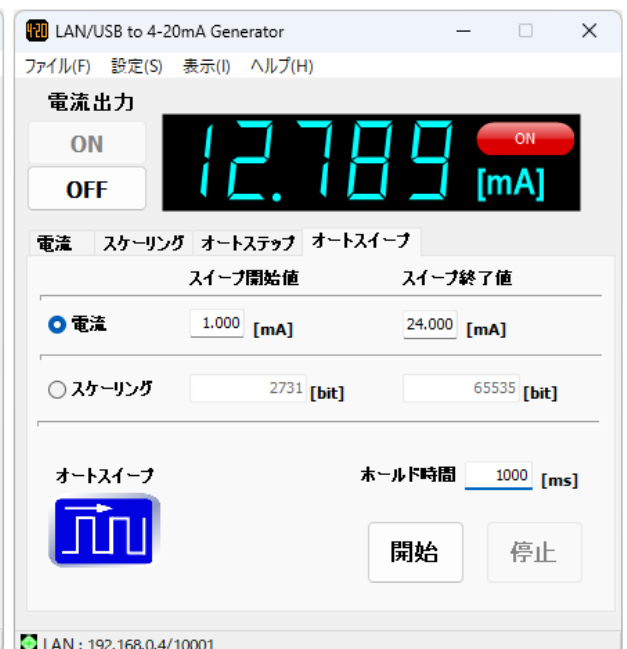 4-20 LAN/USB to 4-20mA Generator
ファイル(F) 設定(S) 表示(I) ヘルプ(H)
電流出力
ON
OFF
12.789
ON
[mA]
電流 スケーリング オートステップ オートスイープ
スイープ開始値 スイープ終了値
電流 1.000 [mA] 24.000 [mA]
スケーリング 2731 [bit] 65535 [bit]
オートスイープ ホールド時間 1000 [ms]
開始 停止
LAN : 192.168.0.4/10001